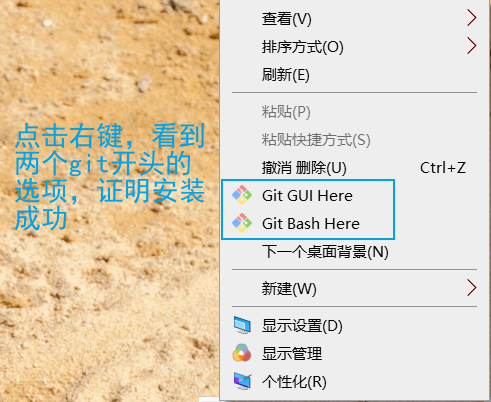 查看(V)
排序方式(O)
刷新(E)
粘贴(P)
粘贴快捷方式(S)
撤消 删除(U) Ctrl+Z
Git GUI Here
Git Bash Here
下一个桌面背景(N)
新建(W)
显示设置(D)
显示管理
个性化(R)
点击右键，看到
两个git开头的
选项，证明安装
成功